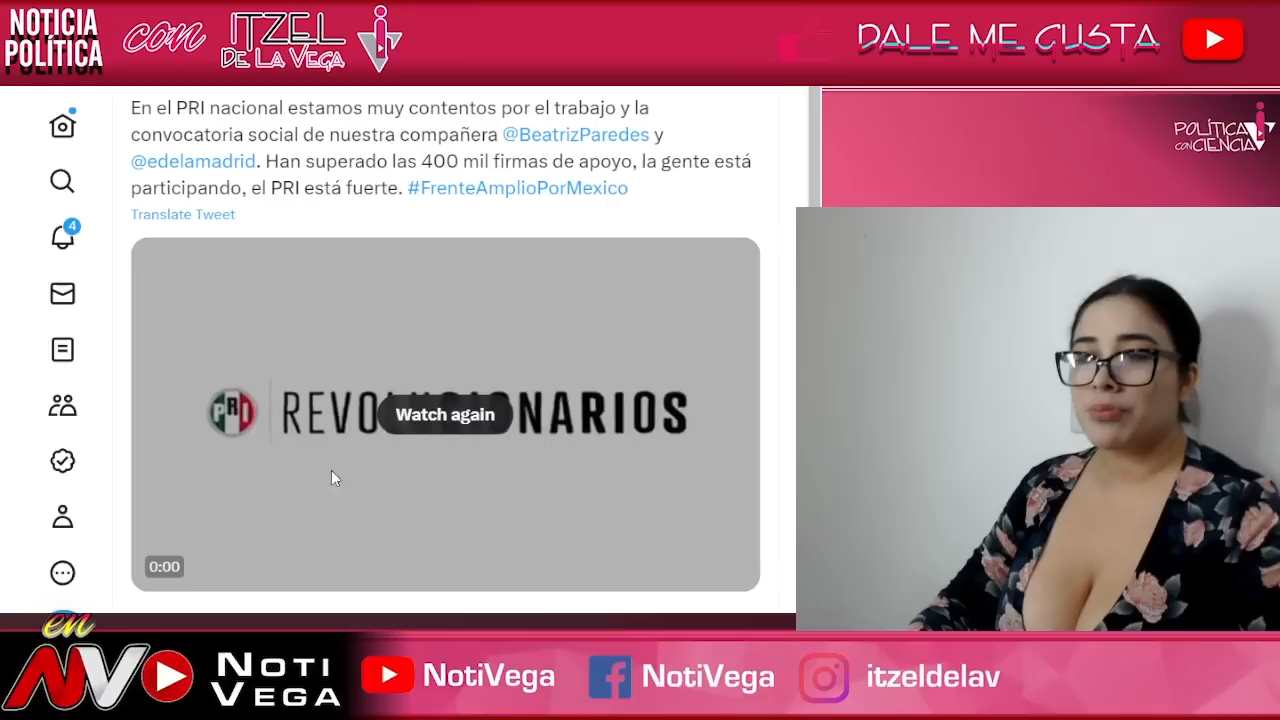 NOTICIA
POLÍTICA
con
ITZEL
DE LA VEGA
DALE ME GUSTA
En el PRI nacional estamos muy contentos por el trabajo y la
convocatoria social de nuestra compañera @BeatrizParedes y
@edelamadrid. Han superado las 400 mil firmas de apoyo, la gente está
participando, el PRI está fuerte. #FrenteAmplioPorMexico
Translate Tweet
4
POLÍTICA
CON CIENCIA
PRI
Watch again
0:00
en
NV
NOTI
VEGA
NotiVega
NotiVega
itzeldelav